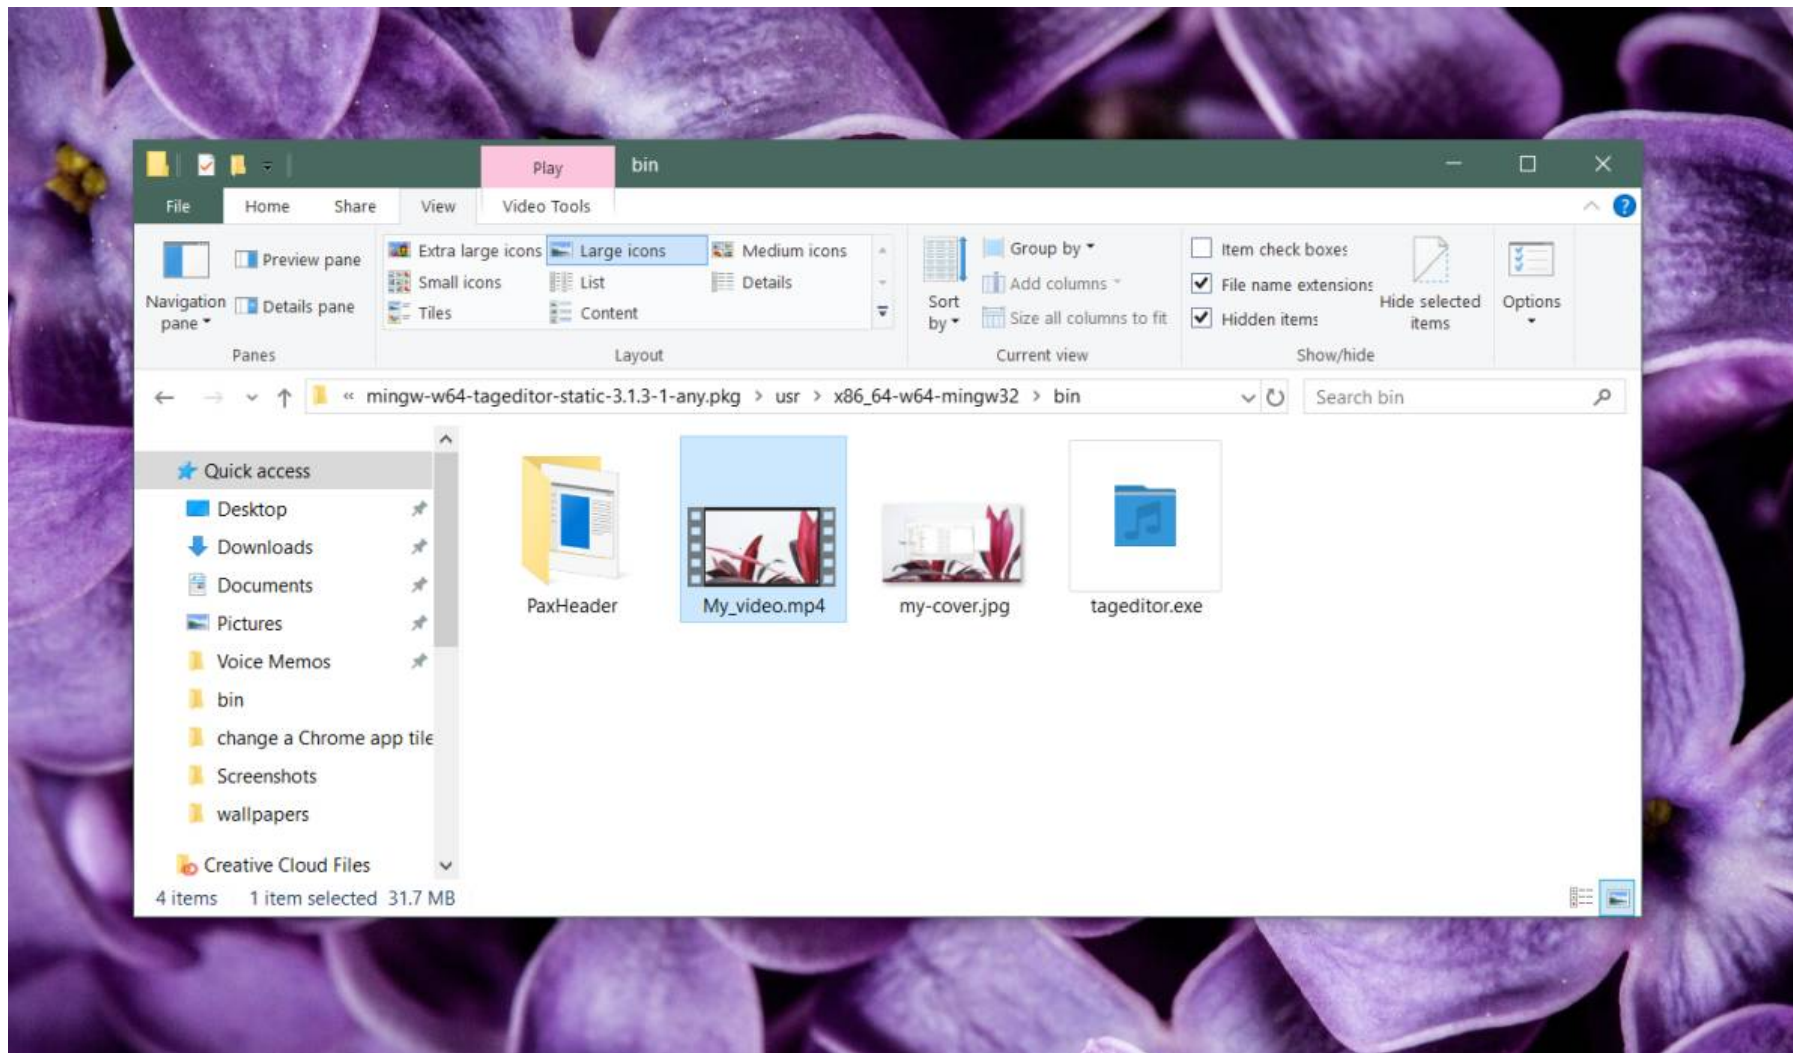 Play bin
File Home Share View Video Tools
Navigation pane
Preview pane
Details pane
Panes
Extra large icons Large icons Medium icons
Small icons List Details
Tiles Content
Layout
Sort by
Group by
Add columns
Size all columns to fit
Current view
Item check boxes
File name extensions
Hidden items
Hide selected items
Show/hide
Options
« mingw-w64-tageditor-static-3.1.3-1-any.pkg > usr > x86_64-w64-mingw32 > bin
Search bin
Quick access
Desktop
Downloads
Documents
Pictures
Voice Memos
bin
change a Chrome app tile
Screenshots
wallpapers
Creative Cloud Files
PaxHeader
My_video.mp4
my-cover.jpg
tageditor.exe
4 items 1 item selected 31.7 MB